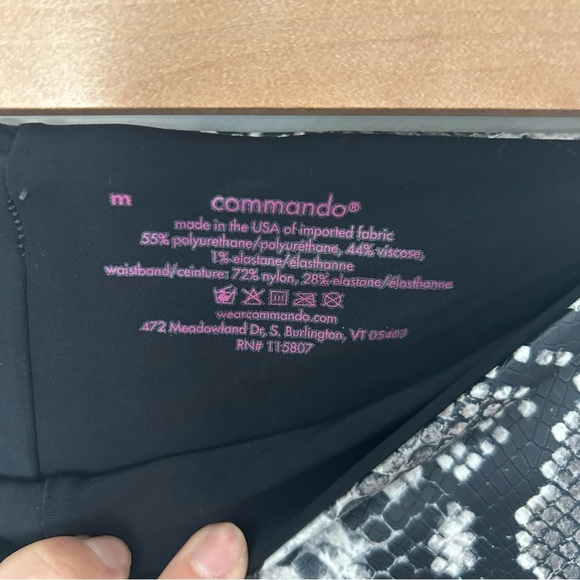 m commando®
made in the USA of imported fabric
55% polyurethane/polyuréthane, 44% viscose,
1% elastane/élasthanne
waistband/ceinture: 72% nylon, 28% elastane/élasthanne
wearcommando.com
472 Meadowland Dr, S. Burlington, VT 05403
RN# 115807